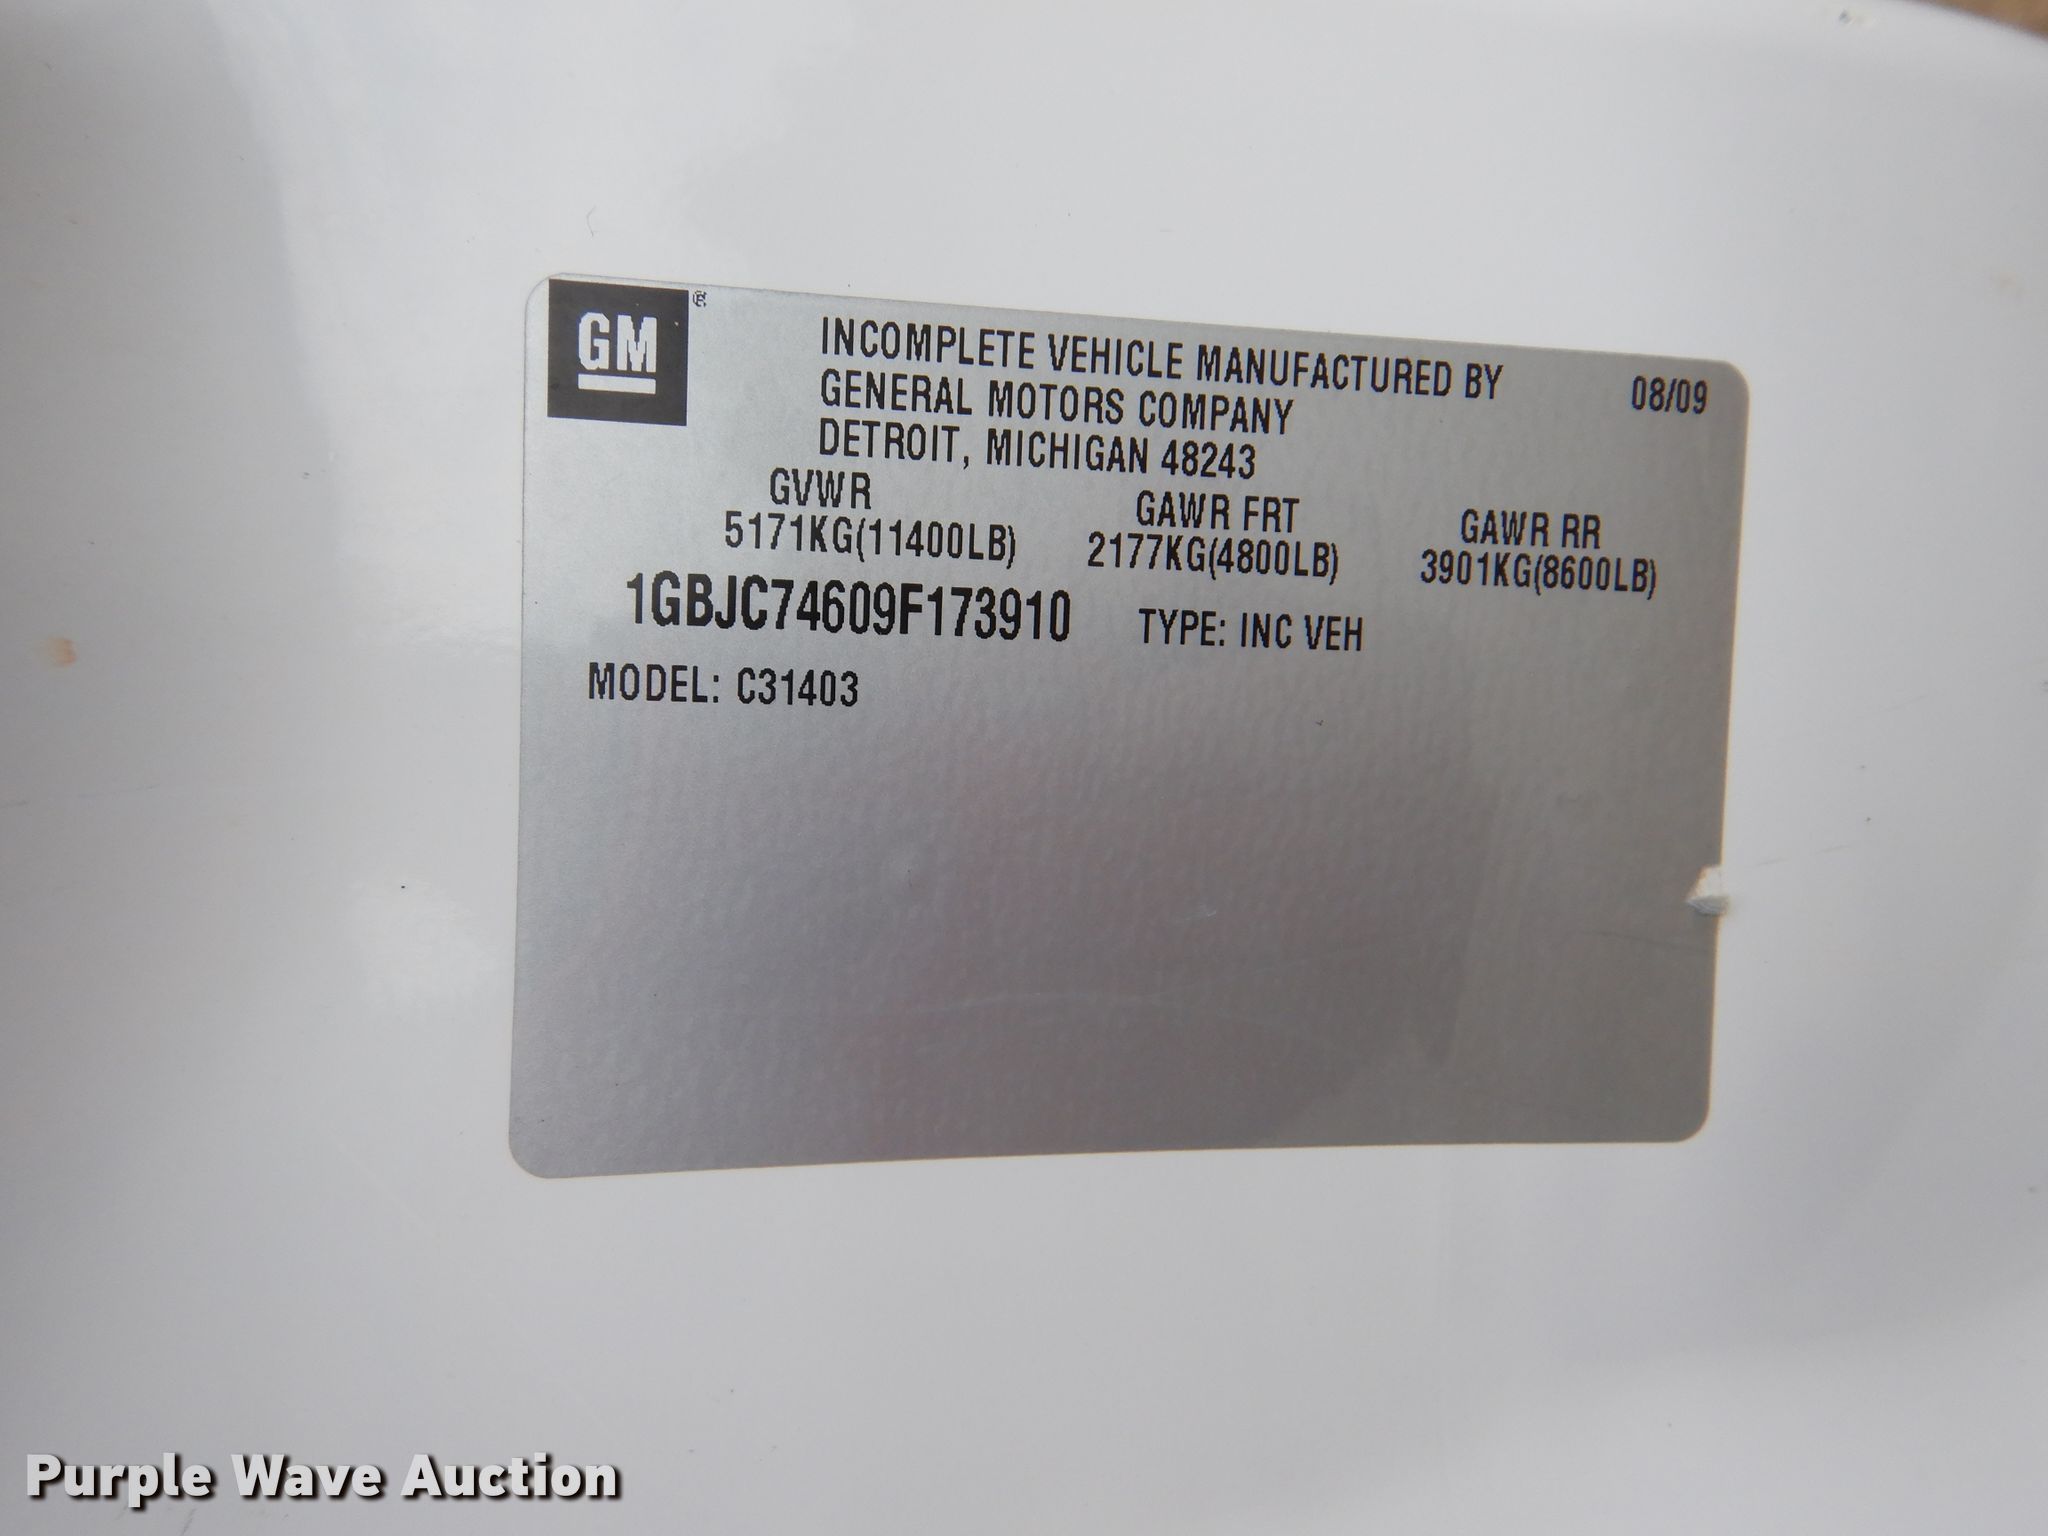 GM ®
INCOMPLETE VEHICLE MANUFACTURED BY 08/09
GENERAL MOTORS COMPANY
DETROIT, MICHIGAN 48243
GVWR GAWR FRT GAWR RR
5171KG(11400LB) 2177KG(4800LB) 3901KG(8600LB)
1GBJC74609F173910 TYPE: INC VEH
MODEL: C31403
Purple Wave Auction